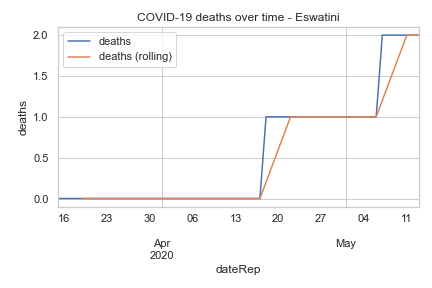 COVID-19 deaths over time - Eswatini
deaths
deaths (rolling)
deaths
2.0
1.5
1.0
0.5
0.0
16 23 30 06 13 20 27 04 11
Apr May
2020
dateRep